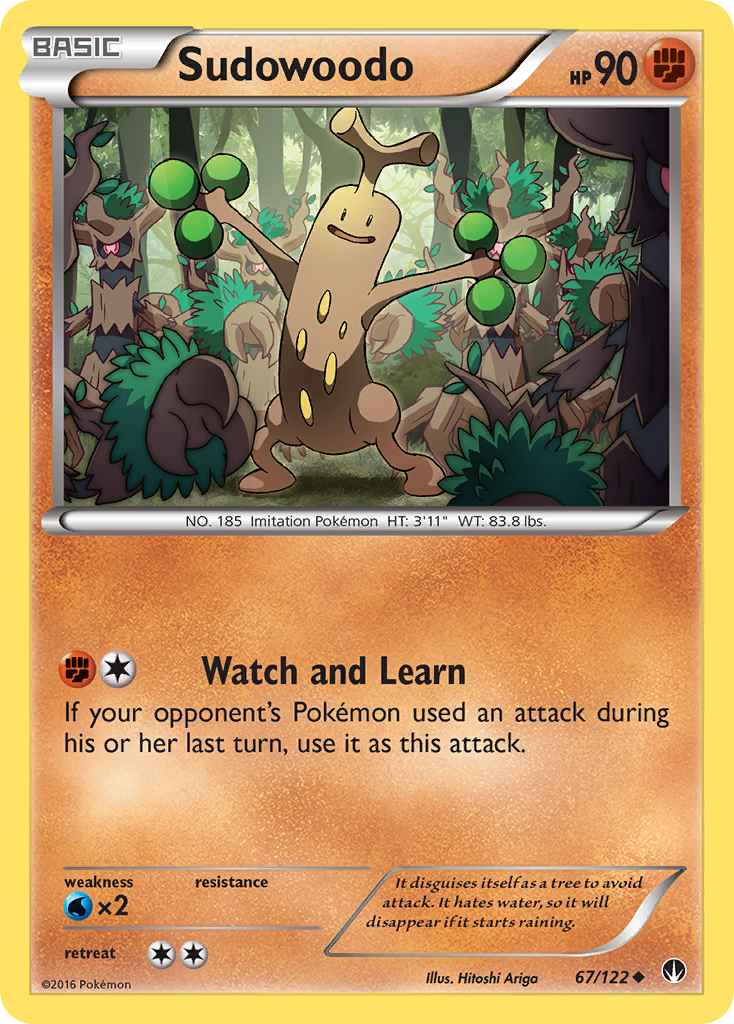 BASIC
Sudowoodo
HP 90
NO. 185 Imitation Pokémon HT: 3'11" WT: 83.8 lbs.
Watch and Learn
If your opponent's Pokémon used an attack during
his or her last turn, use it as this attack.
weakness
resistance
×2
retreat
It disguises itself as a tree to avoid
attack. It hates water, so it will
disappear if it starts raining.
©2016 Pokémon
Illus. Hitoshi Ariga
67/122